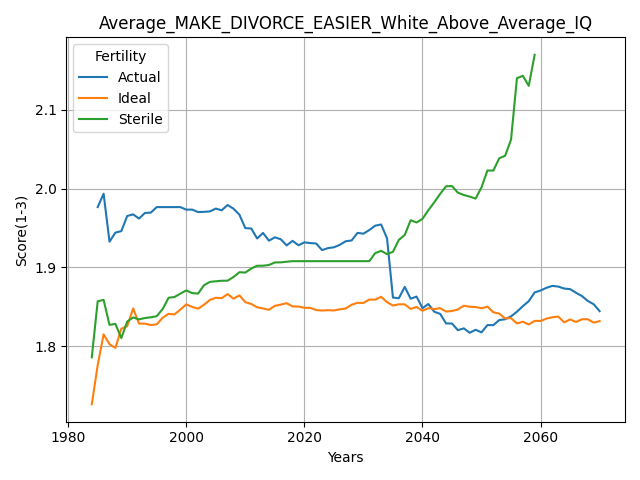 Average_MAKE_DIVORCE_EASIER_White_Above_Average_IQ
Fertility
Actual
Ideal
Sterile
Score(1-3)
2.1
2.0
1.9
1.8
1980
2000
2020
2040
2060
Years